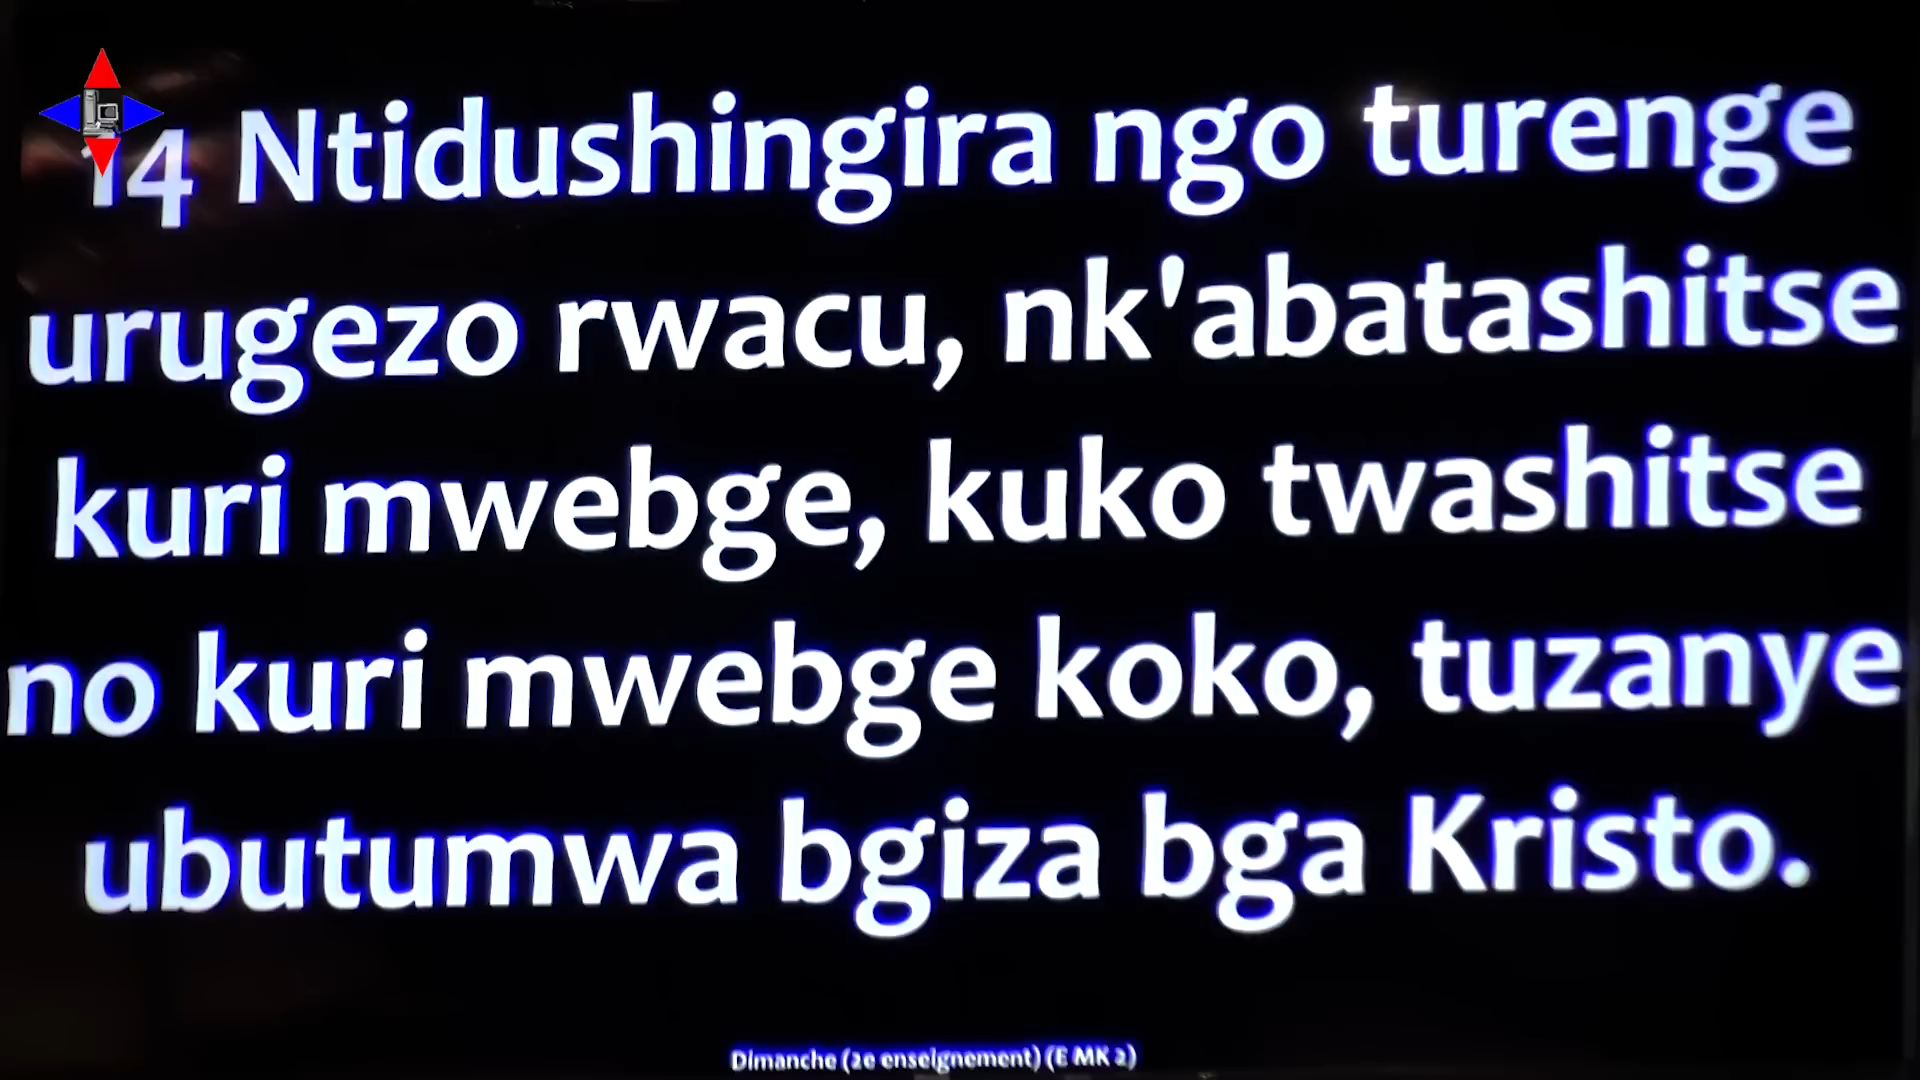 14 Ntidushingira ngo turenge
urugezo rwacu, nk'abatashitse
kuri mwebge, kuko twashitse
no kuri mwebge koko, tuzanye
ubutumwa bgiza bga Kristo.
Dimanche (2e enseignement) (E MK 2)